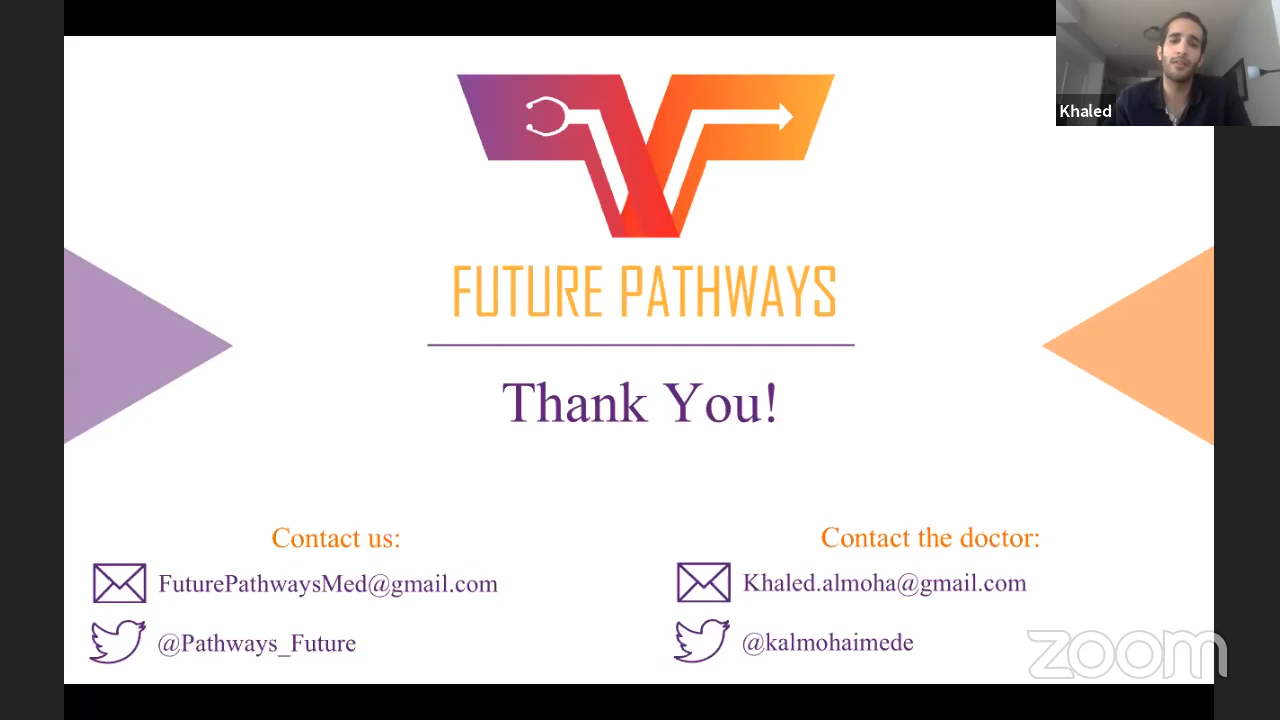 Khaled
FUTURE PATHWAYS
Thank You!
Contact us:
FuturePathwaysMed@gmail.com
@Pathways_Future
Contact the doctor:
Khaled.almoha@gmail.com
@kalmohaimede
zoom